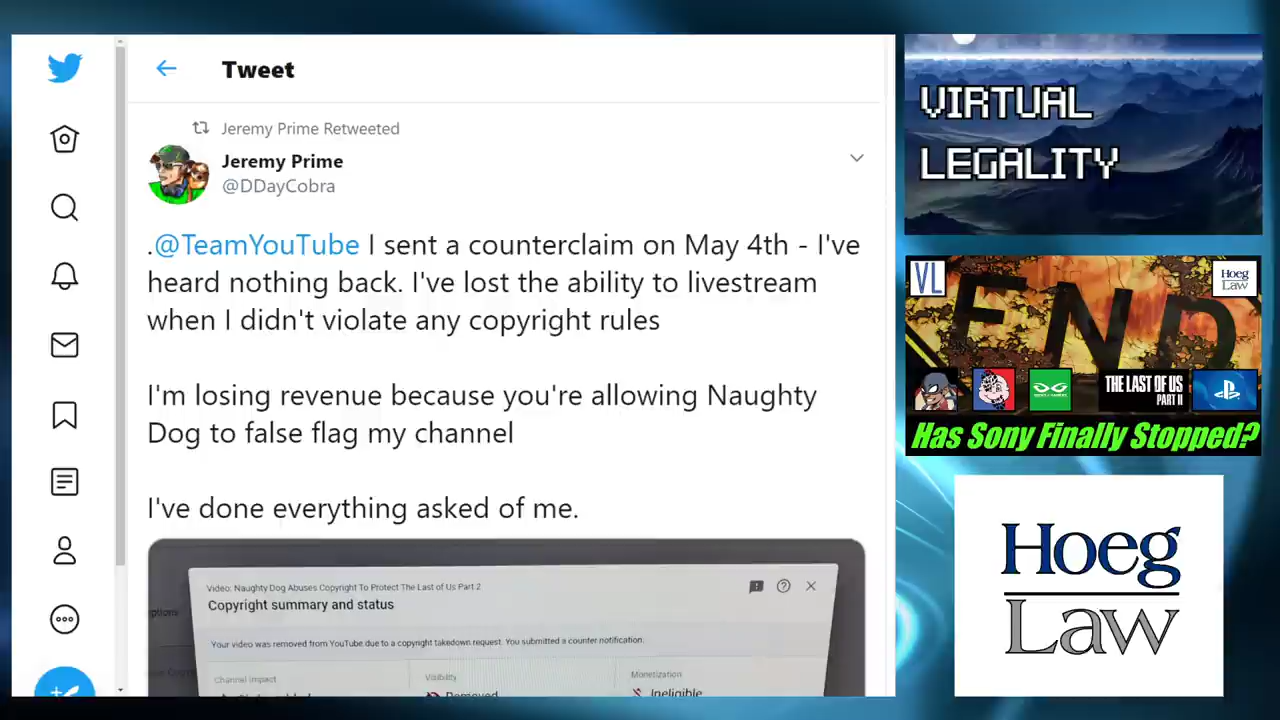 Tweet
Jeremy Prime Retweeted
Jeremy Prime
@DDayCobra
.@TeamYouTube I sent a counterclaim on May 4th - I've
heard nothing back. I've lost the ability to livestream
when I didn't violate any copyright rules
I'm losing revenue because you're allowing Naughty
Dog to false flag my channel
I've done everything asked of me.
Video: Naughty Dog Abuses Copyright To Protect The Last of Us Part 2
Copyright summary and status
Your video was removed from YouTube due to a copyright takedown request. You submitted a counter notification.
Channel impact
Visibility
Removed
Monetization
Ineligible
VIRTUAL
LEGALITY
VL
Hoeg
Law
END
THE LAST OF US
PART II
Has Sony Finally Stopped?
Hoeg
Law